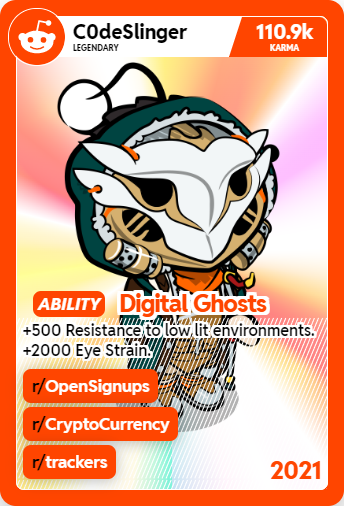 C0deSlinger
LEGENDARY
110.9k
KARMA
ABILITY Digital Ghosts
+500 Resistance to low lit environments.
+2000 Eye Strain.
r/OpenSignups
r/CryptoCurrency
r/trackers
2021